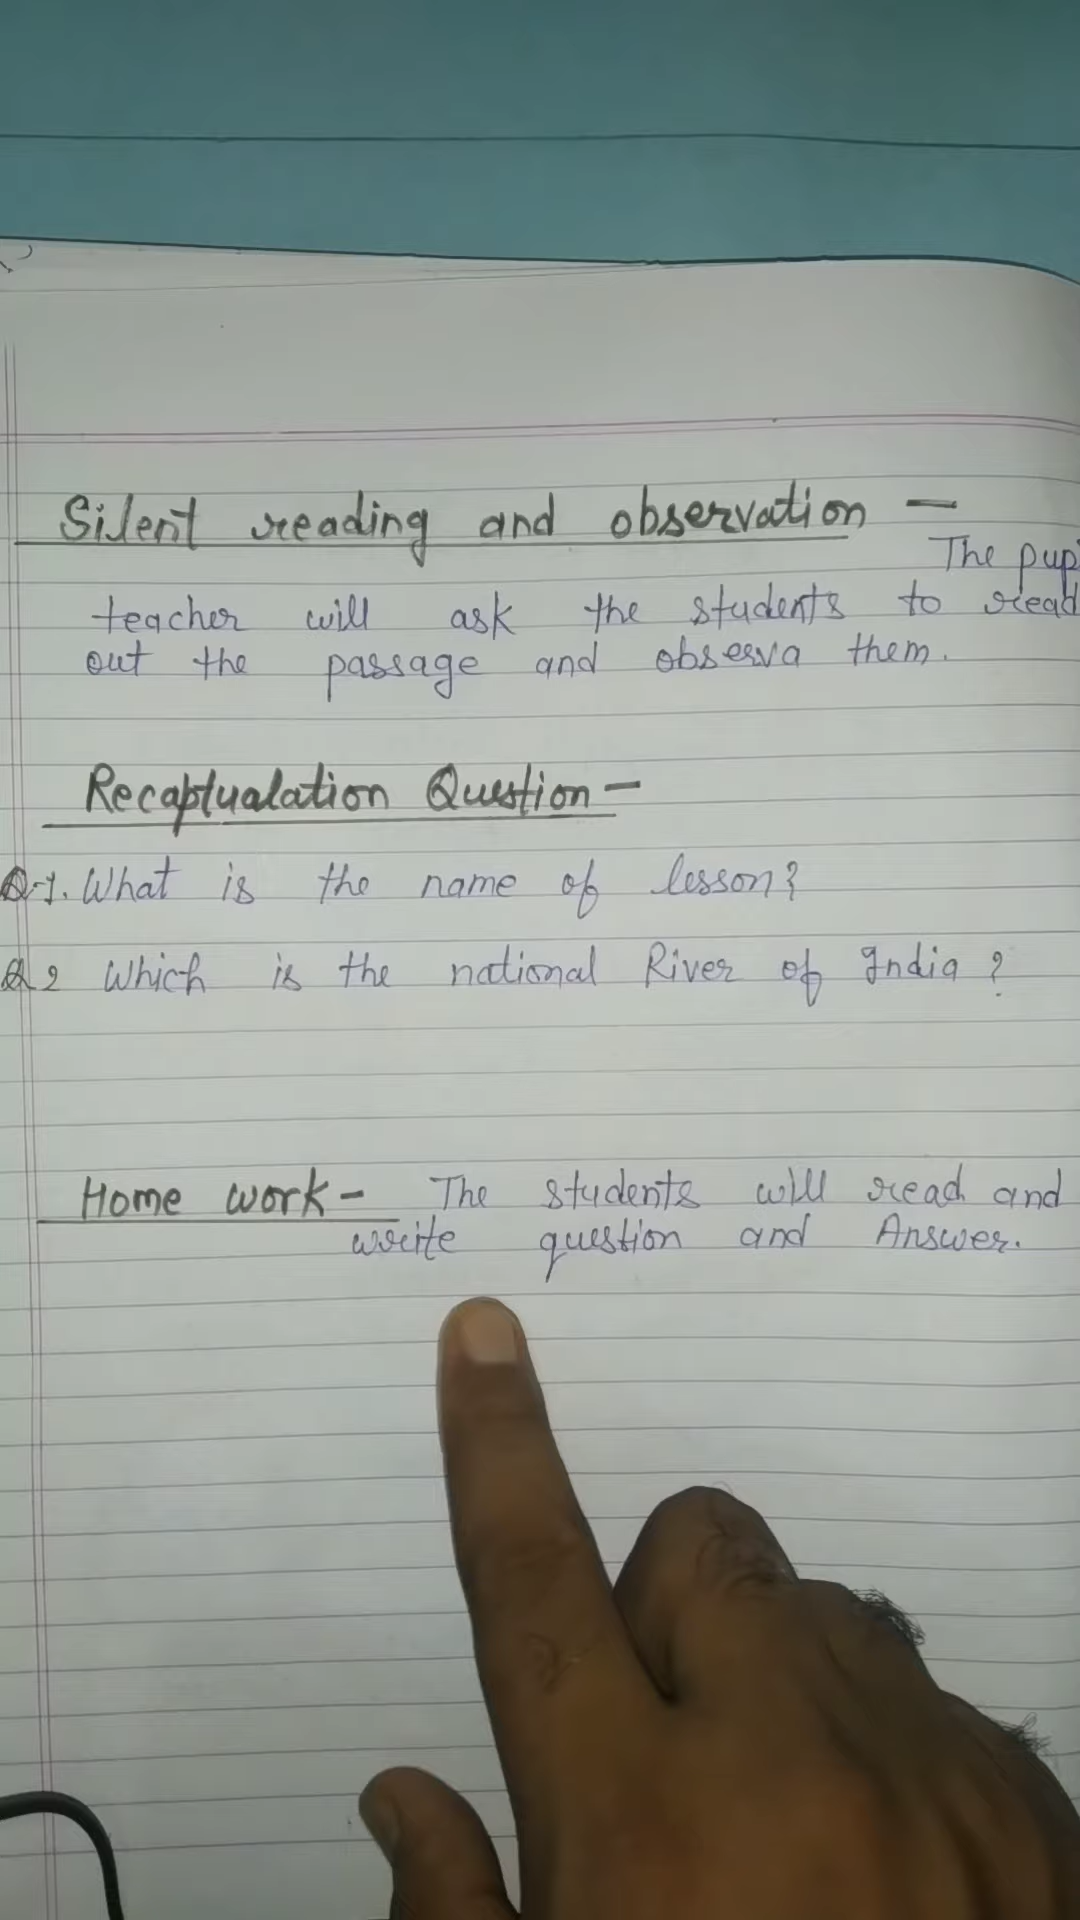 Silent reading and observation -
The pup
teacher will ask the students to read
out the passage and observa them.
Recaptualation Question -
Q-1. What is the name of lesson?
Q2 Which is the national River of India ?
Home work - The students will read and
write question and Answer.